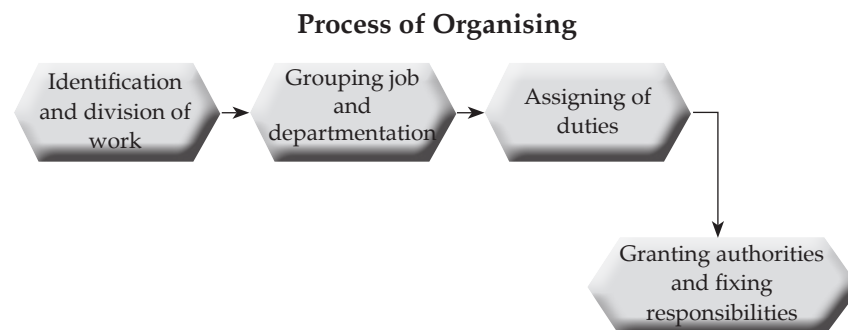 Process of Organising
Identification
and division of
work
Grouping job
and
departmentation
Assigning of
duties
Granting authorities
and fixing
responsibilities